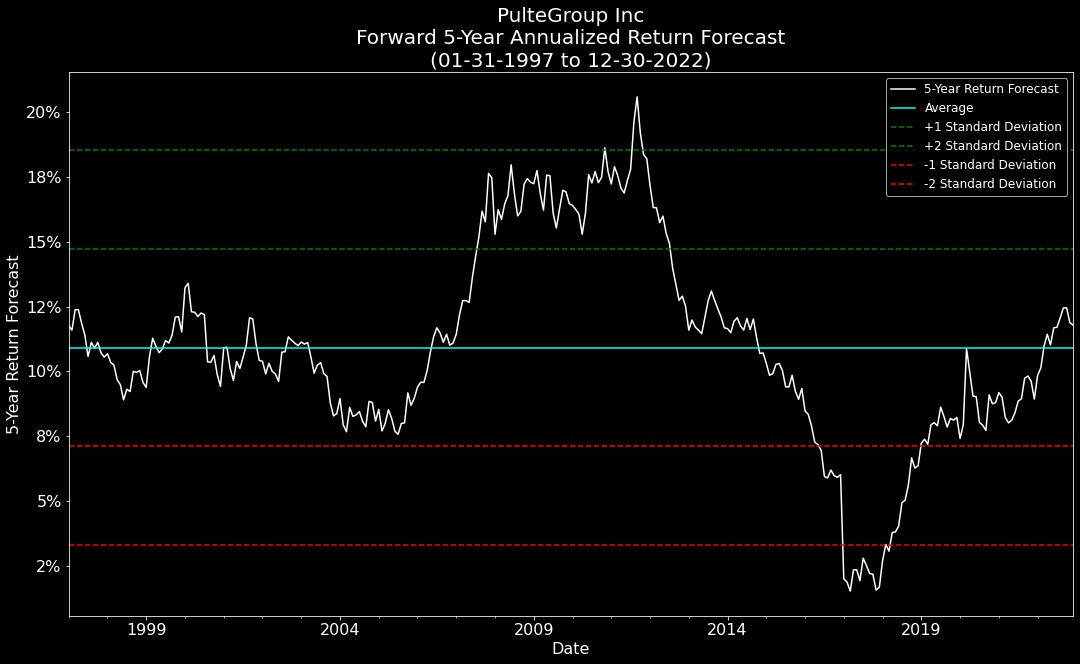 PulteGroup Inc
Forward 5-Year Annualized Return Forecast
(01-31-1997 to 12-30-2022)
5-Year Return Forecast
Average
+1 Standard Deviation
+2 Standard Deviation
-1 Standard Deviation
-2 Standard Deviation
20%
18%
15%
12%
10%
8%
5%
2%
5-Year Return Forecast
1999
2004
2009
2014
2019
Date